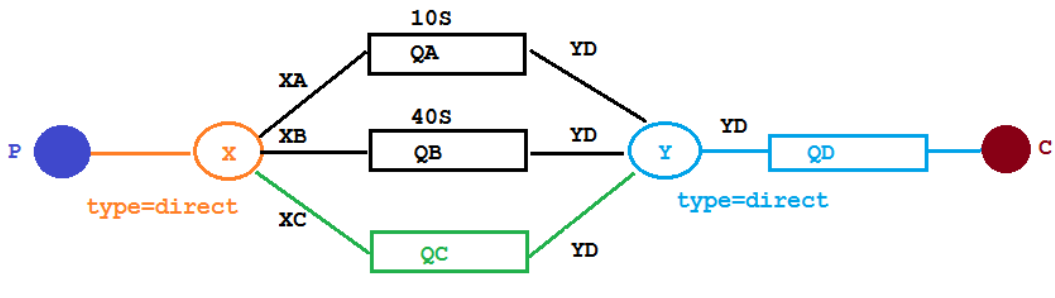 10S
QA
YD
XA
40S
XB
YD
YD
P
X
QB
Y
QD
C
type=direct
type=direct
XC
QC
YD